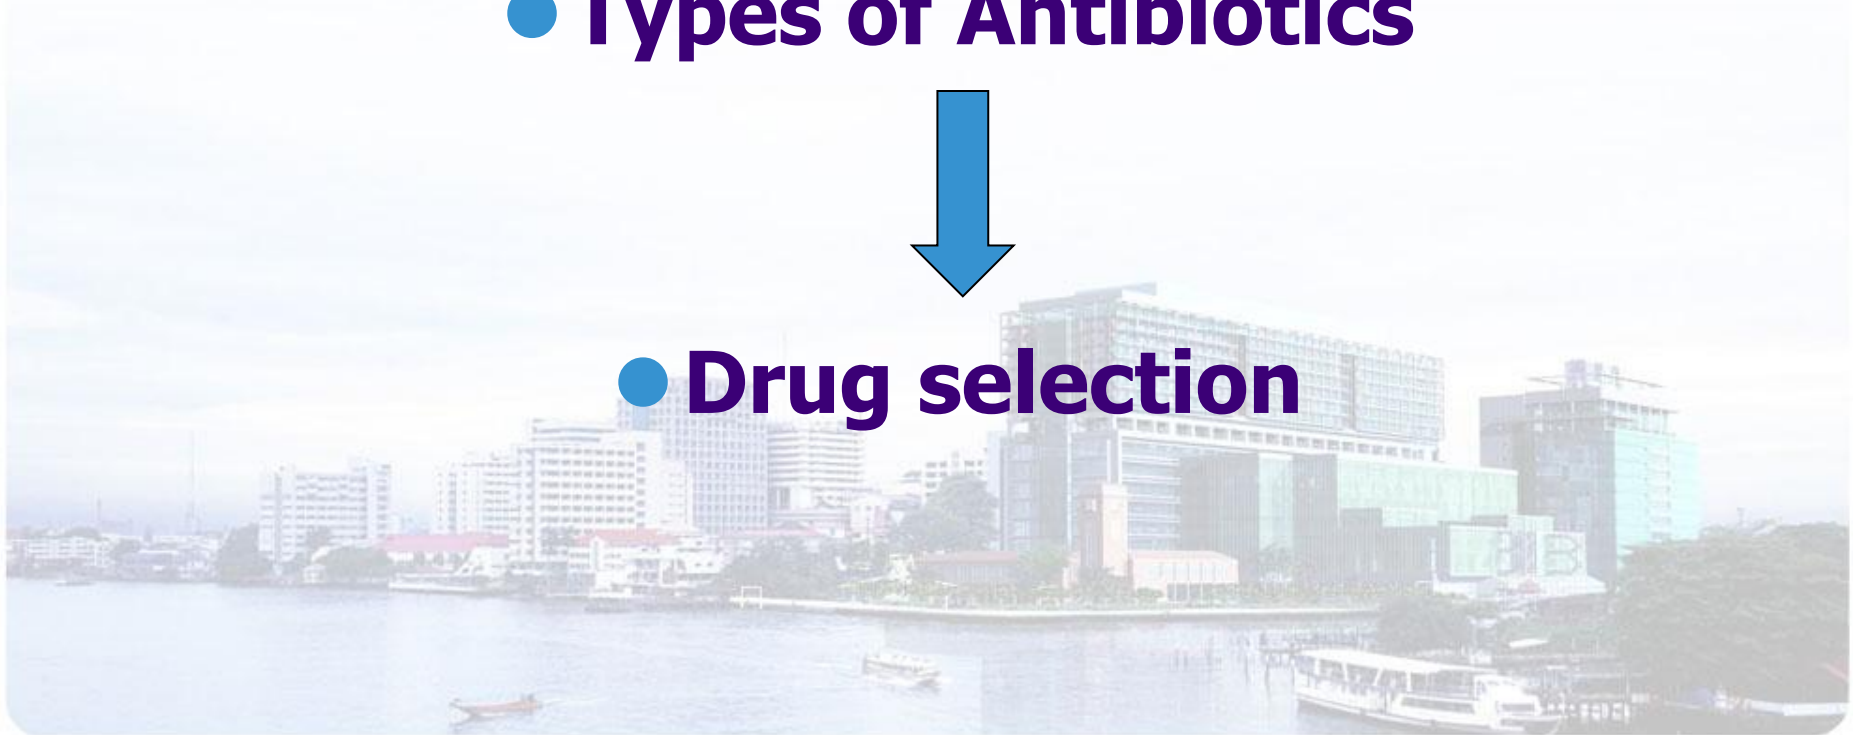 ● Types of Antibiotics
● Drug selection